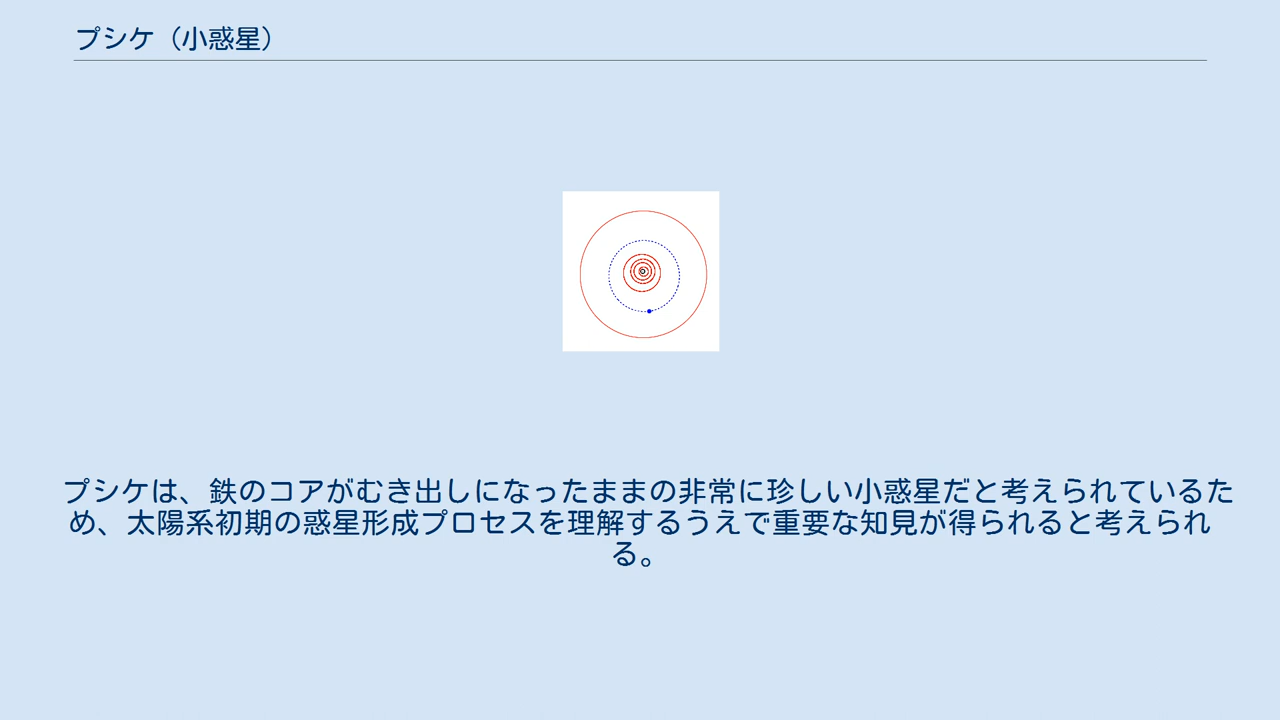 プシケ（小惑星）
プシケは、鉄のコアがむき出しになったままの非常に珍しい小惑星だと考えられているた
め、太陽系初期の惑星形成プロセスを理解するうえで重要な知見が得られると考えられ
る。